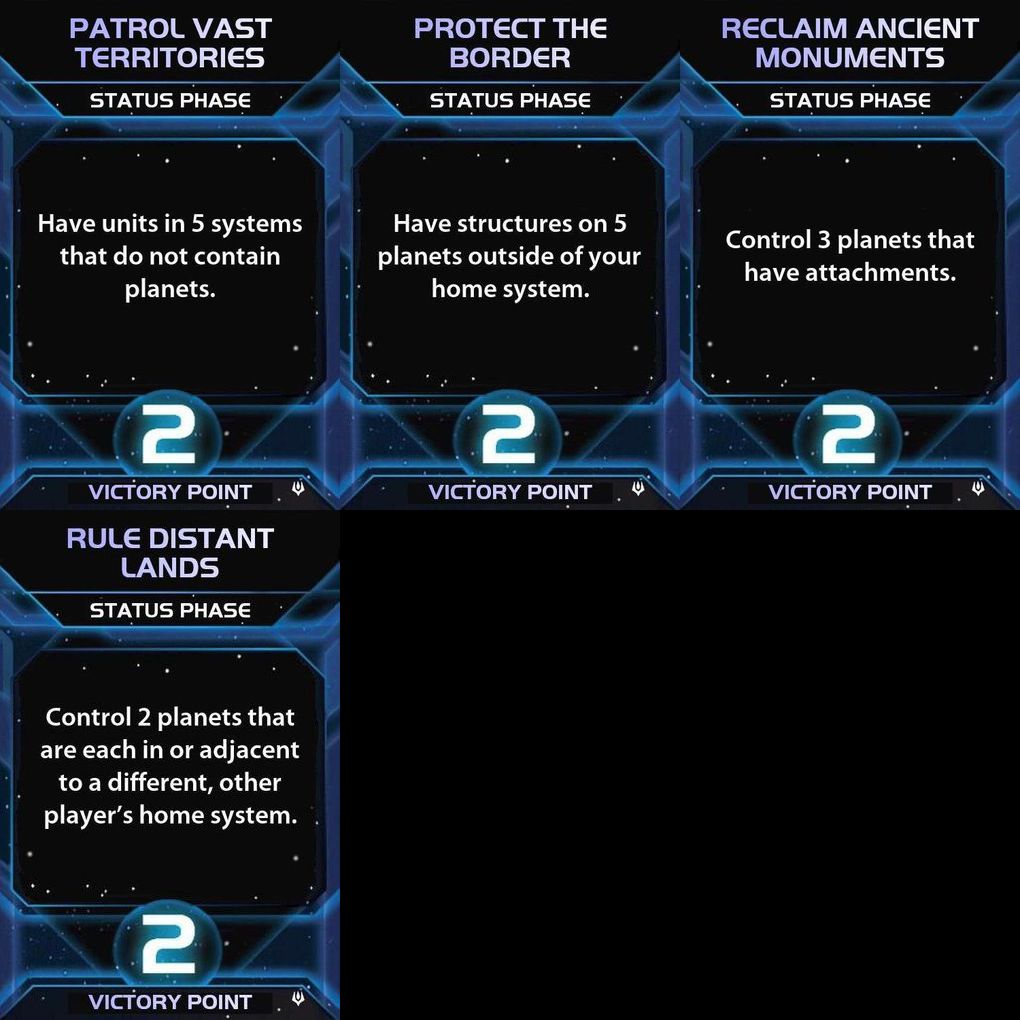 PATROL VAST
TERRITORIES
STATUS PHASE
Have units in 5 systems
that do not contain
planets.
2
VICTORY POINT
PROTECT THE
BORDER
STATUS PHASE
Have structures on 5
planets outside of your
home system.
2
VICTORY POINT
RECLAIM ANCIENT
MONUMENTS
STATUS PHASE
Control 3 planets that
have attachments.
2
VICTORY POINT
RULE DISTANT
LANDS
STATUS PHASE
Control 2 planets that
are each in or adjacent
to a different, other
player’s home system.
2
VICTORY POINT